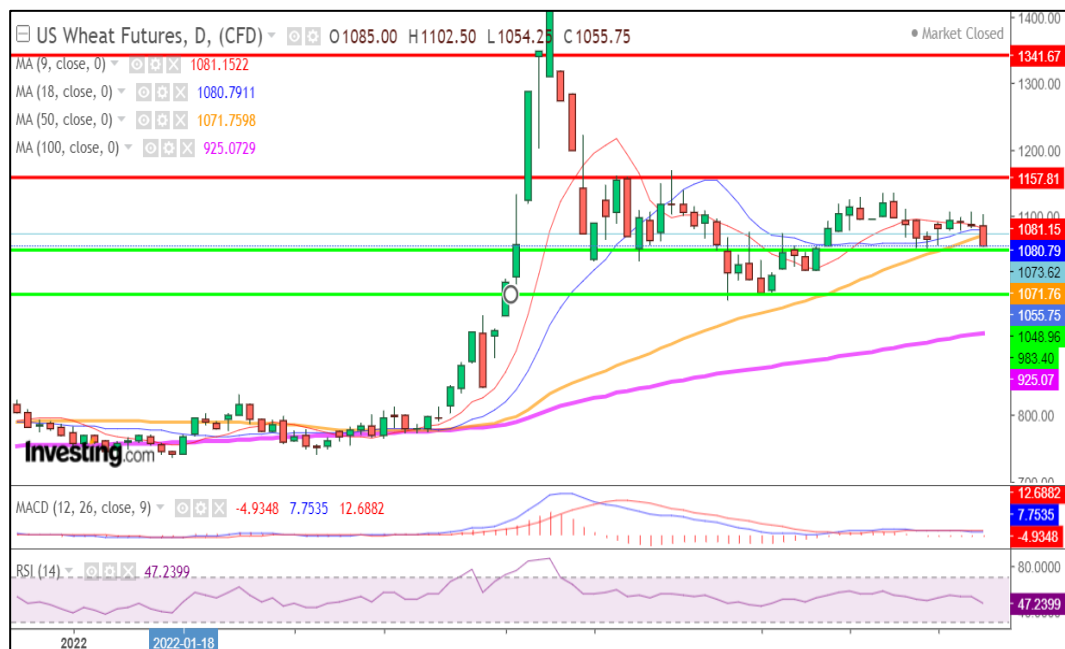 US Wheat Futures, D, (CFD) O1085.00 H1102.50 L1054.25 C1055.75
Market Closed
MA (9, close, 0) 1081.1522
MA (18, close, 0) 1080.7911
MA (50, close, 0) 1071.7598
MA (100, close, 0) 925.0729
1400.00
1341.67
1300.00
1200.00
1157.81
1100.00
1081.15
1080.79
1073.62
1071.76
1055.75
1048.96
983.40
925.07
800.00
700.00
Investing.com
MACD (12, 26, close, 9) -4.9348 7.7535 12.6882
12.6882
7.7535
-4.9348
RSI (14) 47.2399
80.0000
47.2399
2022 2022-01-18